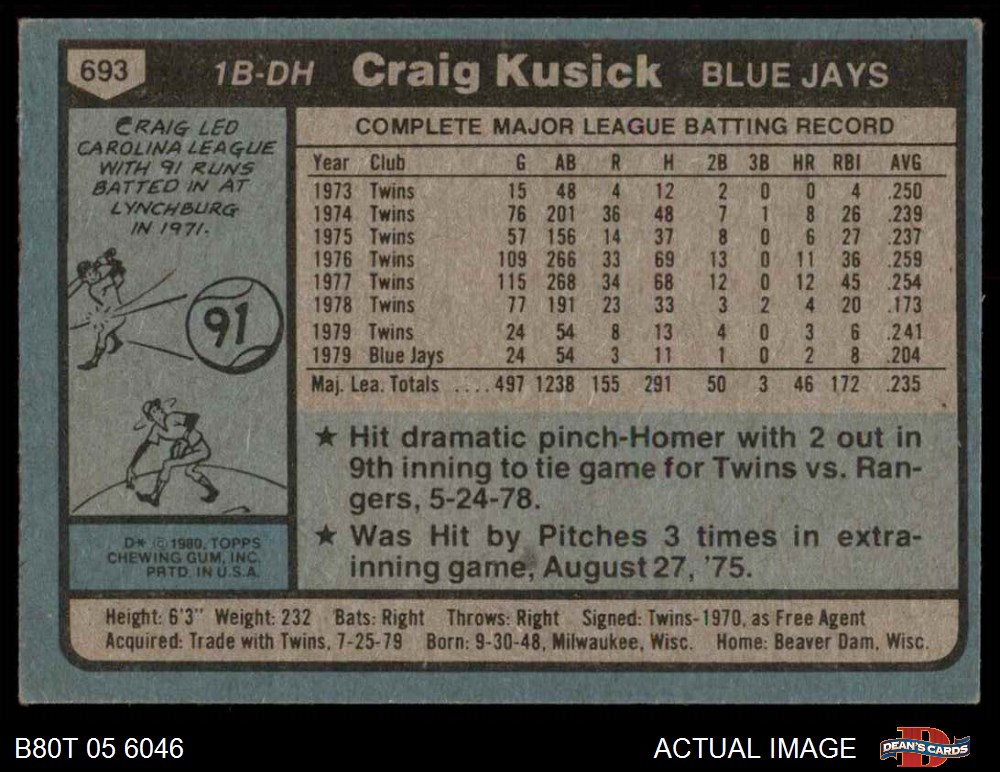 693 1B-DH Craig Kusick BLUE JAYS
CRAIG LED
CAROLINA LEAGUE
WITH 91 RUNS
BATTED IN AT
LYNCHBURG
IN 1971.
91
D* © 1980, TOPPS
CHEWING GUM, INC.
PRTD. IN U.S.A.
COMPLETE MAJOR LEAGUE BATTING RECORD
Year Club G AB R H 2B 3B HR RBI AVG
1973 Twins 15 48 4 12 2 0 0 4 .250
1974 Twins 76 201 36 48 7 1 8 26 .239
1975 Twins 57 156 14 37 8 0 6 27 .237
1976 Twins 109 266 33 69 13 0 11 36 .259
1977 Twins 115 268 34 68 12 0 12 45 .254
1978 Twins 77 191 23 33 3 2 4 20 .173
1979 Twins 24 54 8 13 4 0 3 6 .241
1979 Blue Jays 24 54 3 11 1 0 2 8 .204
Maj. Lea. Totals ....497 1238 155 291 50 3 46 172 .235
★ Hit dramatic pinch-Homer with 2 out in
9th inning to tie game for Twins vs. Ran-
gers, 5-24-78.
★ Was Hit by Pitches 3 times in extra-
inning game, August 27, '75.
Height: 6'3" Weight: 232 Bats: Right Throws: Right Signed: Twins-1970, as Free Agent
Acquired: Trade with Twins, 7-25-79 Born: 9-30-48, Milwaukee, Wisc. Home: Beaver Dam, Wisc.
B80T 05 6046 ACTUAL IMAGE DEAN'S CARDS